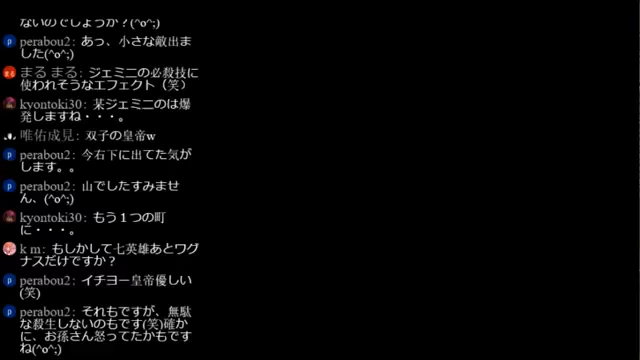 ないのでしょうか？(^o^;)
perabou2: あっ、小さな敵出ま
した(^o^;)
まる まる: ジェミニの必殺技に
使われそうなエフェクト（笑）
kyontoki30: 某ジェミニのは爆
発しますね・・・。
唯佑成見: 双子の皇帝w
perabou2: 今右下に出てた気が
します。。
perabou2: 山でしたすみませ
ん、(^o^;)
kyontoki30: もう１つの町
に・・・。
k m: もしかして七英雄あとワグ
ナスだけですか？
perabou2: イチヨー皇帝優しい
(笑)
perabou2: それもですが、無駄
な殺生しないのもです(笑)確か
に、お孫さん怒ってたかもです
ね(^o^;)